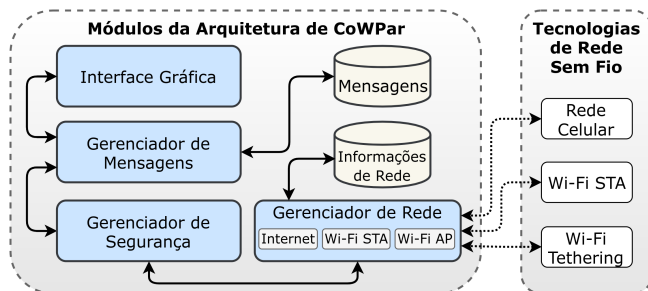 Módulos da Arquitetura de CoWPar
Interface Gráfica
Gerenciador de
Mensagens
Gerenciador de
Segurança
Mensagens
Informações
de Rede
Gerenciador de Rede
Internet
Wi-Fi STA
Wi-Fi AP
Tecnologias
de Rede
Sem Fio
Rede
Celular
Wi-Fi STA
Wi-Fi
Tethering